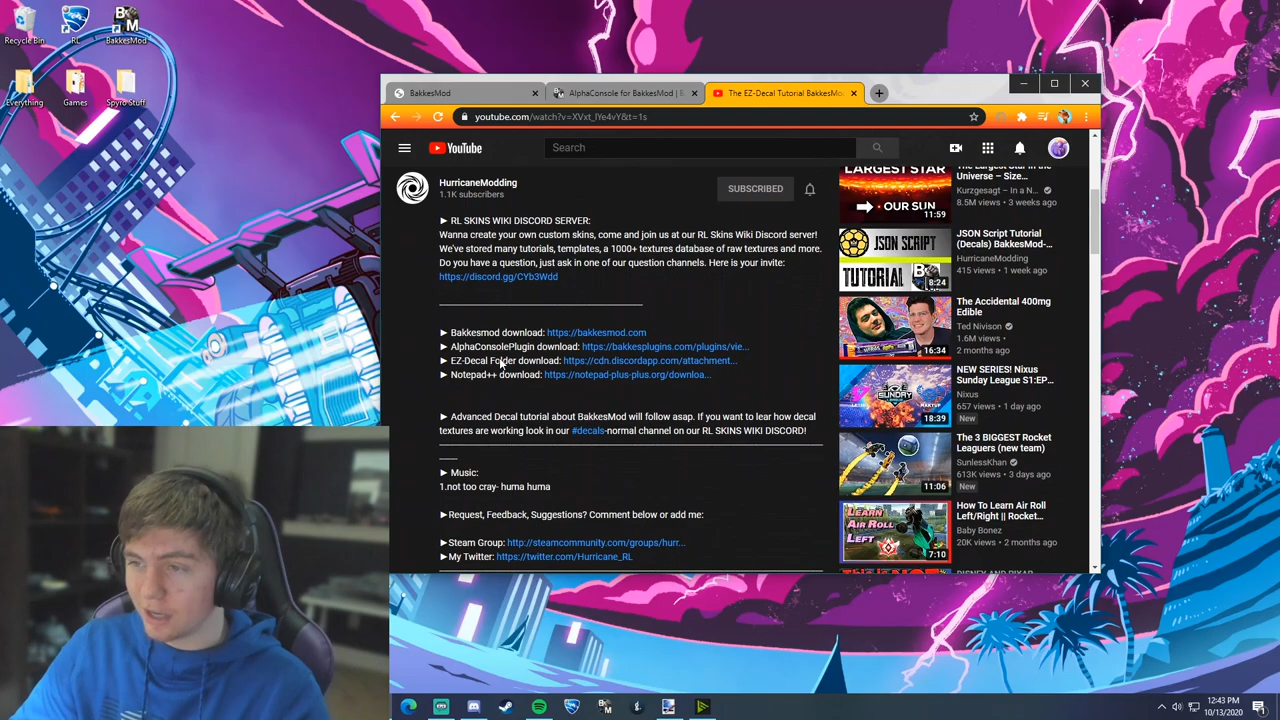 Recycle Bin
RL
BakkesMod
Everything
Games
Spyro Stuff
BakkesMod
AlphaConsole for BakkesMod | B
The EZ-Decal Tutorial BakkesMo
youtube.com/watch?v=XVxt_lYe4vY&t=1s
YouTube
Search
HurricaneModding
1.1K subscribers
SUBSCRIBED
► RL SKINS WIKI DISCORD SERVER:
Wanna create your own custom skins, come and join us at our RL Skins Wiki Discord server!
We've stored many tutorials, templates, a 1000+ textures database of raw textures and more.
Do you have a question, just ask in one of our question channels. Here is your invite:
https://discord.gg/CYb3Wdd
► Bakkesmod download: https://bakkesmod.com
► AlphaConsolePlugin download: https://bakkesplugins.com/plugins/vie...
► EZ-Decal Folder download: https://cdn.discordapp.com/attachment...
► Notepad++ download: https://notepad-plus-plus.org/downloa...
► Advanced Decal tutorial about BakkesMod will follow asap. If you want to lear how decal
textures are working look in our #decals-normal channel on our RL SKINS WIKI DISCORD!
► Music:
1.not too cray- huma huma
►Request, Feedback, Suggestions? Comment below or add me:
►Steam Group: http://steamcommunity.com/groups/hurr...
►My Twitter: https://twitter.com/Hurricane_RL
LARGEST STAR
OUR SUN
11:59
The Largest Star in the
Universe – Size...
Kurzgesagt – In a N...
8.5M views • 3 weeks ago
JSON SCRIPT
TUTORIAL
8:24
JSON Script Tutorial
(Decals) BakkesMod-...
HurricaneModding
415 views • 1 week ago
16:34
The Accidental 400mg
Edible
Ted Nivison
1.6M views •
2 months ago
SUNDAY
18:39
NEW SERIES! Nixus
Sunday League S1:EP...
Nixus
657 views • 1 day ago
New
11:06
The 3 BIGGEST Rocket
Leaguers (new team)
SunlessKhan
613K views • 3 days ago
New
LEARN
AIR ROLL
LEFT
7:10
How To Learn Air Roll
Left/Right || Rocket...
Baby Bonez
20K views • 2 months ago
DISNEY AND PIXAR
12:43 PM
10/13/2020